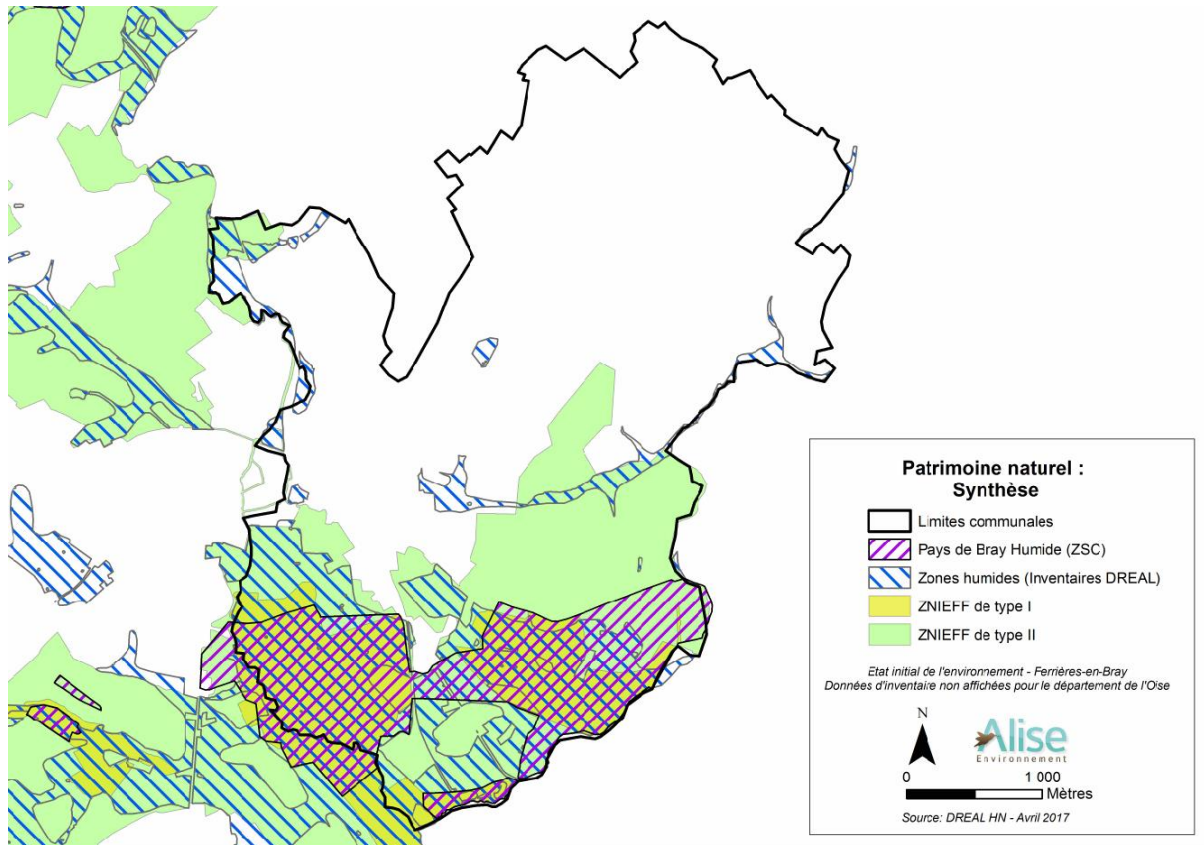 Patrimoine naturel :
Synthèse
Limites communales
Pays de Bray Humide (ZSC)
Zones humides (Inventaires DREAL)
ZNIEFF de type I
ZNIEFF de type II
Etat initial de l'environnement - Ferrières-en-Bray
Données d'inventaire non affichées pour le département de l'Oise
N
Alise
Environnement
0 1 000
Mètres
Source: DREAL HN - Avril 2017